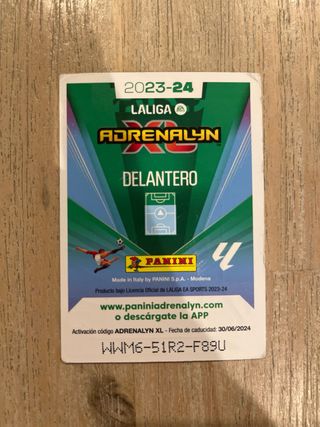 2023-24
LALIGA EA
XL
ADRENALYN
DELANTERO
PANINI
Made in Italy by PANINI S.p.A. - Modena
Producto bajo Licencia Oficial de LALIGA EA SPORTS 2023-24
www.paniniadrenalyn.com
o descárgate la APP
Activación código ADRENALYN XL - Fecha de caducidad: 30/06/2024
WWM6-51R2-F89U